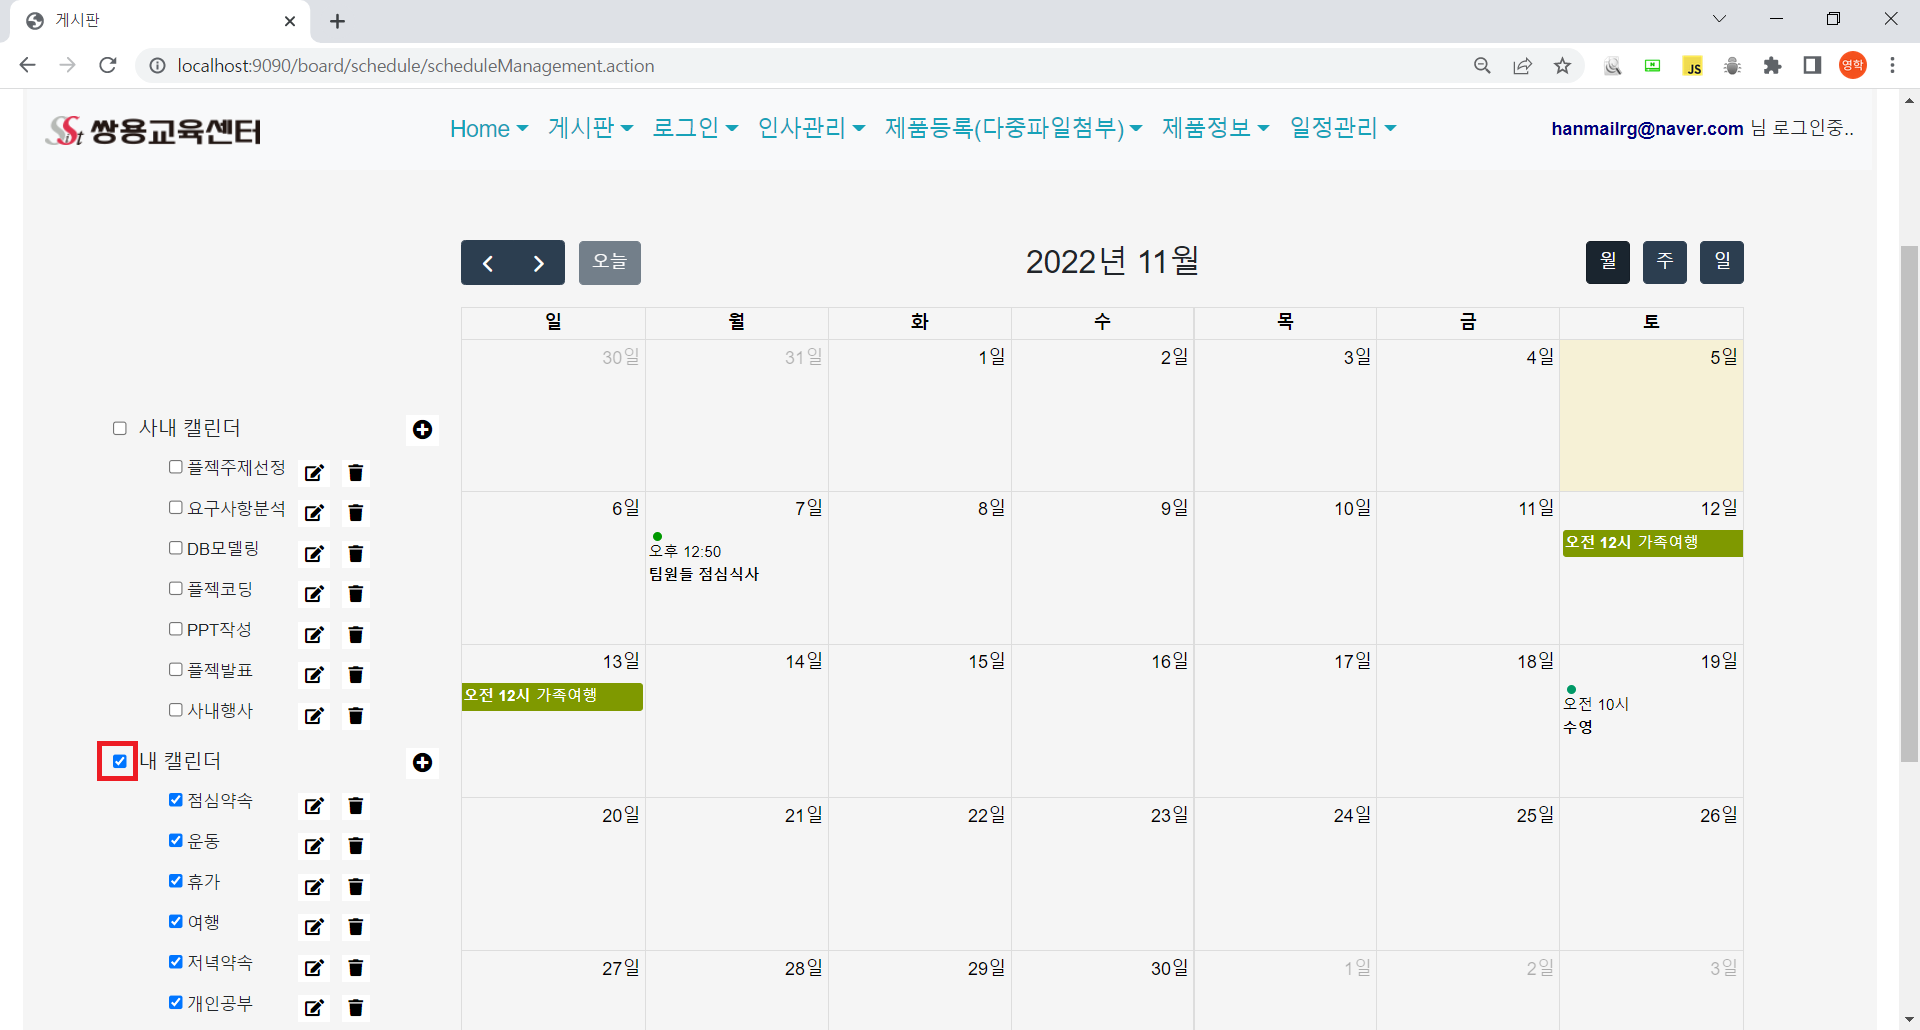 게시판
localhost:9090/board/schedule/scheduleManagement.action
JS
영학
Sist 쌍용교육센터
Home 게시판 로그인 인사관리 제품등록(다중파일첨부) 제품정보 일정관리
hanmailrg@naver.com 님 로그인중..
오늘
2022년 11월
월 주 일
일 월 화 수 목 금 토
30일 31일 1일 2일 3일 4일 5일
사내 캘린더
플젝주제선정
요구사항분석
DB모델링
플젝코딩
PPT작성
플젝발표
사내행사
내 캘린더
점심약속
운동
휴가
여행
저녁약속
개인공부
6일 7일 8일 9일 10일 11일 12일
오후 12:50
팀원들 점심식사
오전 12시 가족여행
13일 14일 15일 16일 17일 18일 19일
오전 12시 가족여행
오전 10시
수영
20일 21일 22일 23일 24일 25일 26일
27일 28일 29일 30일 1일 2일 3일